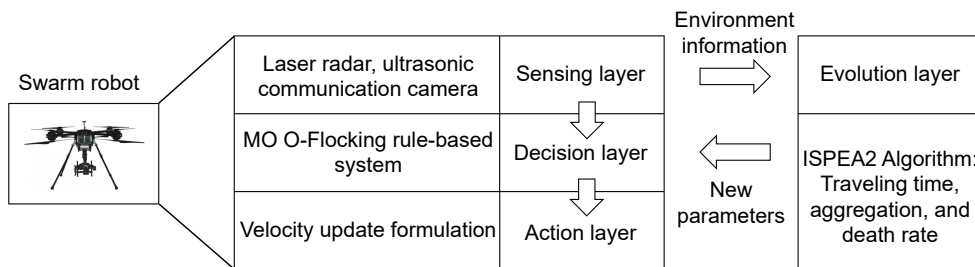 Swarm robot
Laser radar, ultrasonic
communication camera
Sensing layer
Environment
information
Evolution layer
MO O-Flocking rule-based
system
Decision layer
New
parameters
ISPEA2 Algorithm:
Traveling time,
aggregation, and
death rate
Velocity update formulation
Action layer